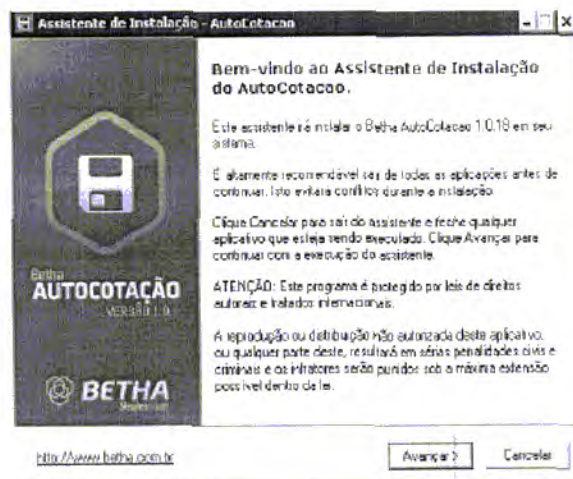 Assistente de Instalação - AutoCotacao
Bem-vindo ao Assistente de Instalação
do AutoCotacao.
Este assistente irá instalar o Betha AutoCotacao 1.0.18 em seu
sistema.
É altamente recomendável sair de todas as aplicações antes de
continuar. Isto evitará conflitos durante a instalação.
Clique Cancelar para sair do assistente e feche qualquer
aplicativo que esteja sendo executado. Clique Avançar para
continuar com a execução do assistente.
ATENÇÃO: Este programa é protegido por leis de direitos
autorais e tratados internacionais.
A reprodução ou distribuição não autorizada deste aplicativo,
ou qualquer parte deste, resultará em sérias penalidades civis e
criminais e os infratores serão punidos sob a máxima extensão
possível dentro da lei.
Betha
AUTOCOTAÇÃO
VERSÃO 1.0
BETHA
http://www.betha.com.br
Avançar >
Cancelar